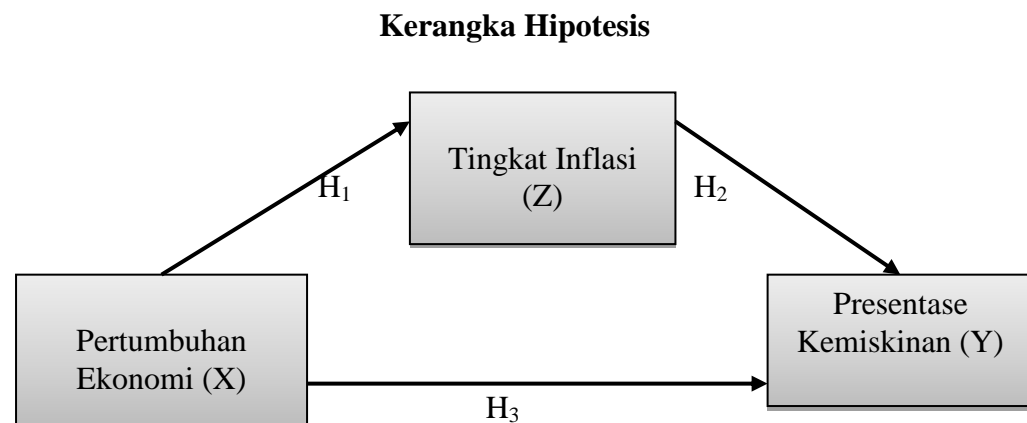 Kerangka Hipotesis
Tingkat Inflasi
(Z)
H₁
H₂
Presentase
Kemiskinan (Y)
Pertumbuhan
Ekonomi (X)
H₃